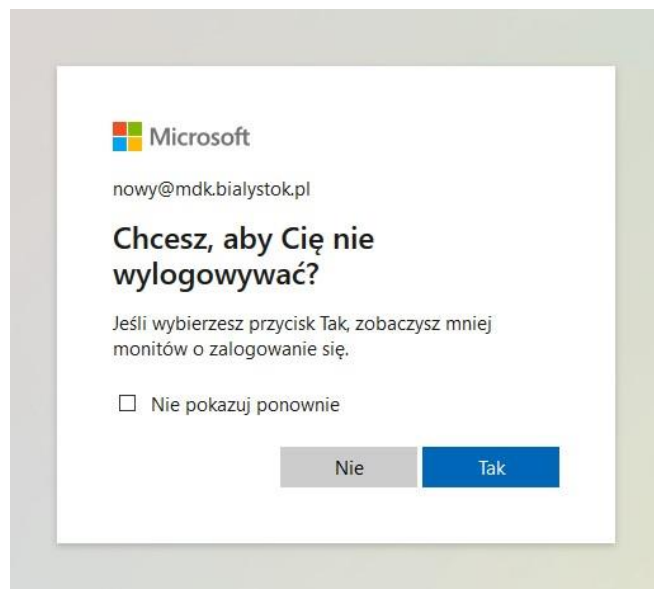 Microsoft
nowy@mdk.bialystok.pl
Chcesz, aby Cię nie
wylogowywać?
Jeśli wybierzesz przycisk Tak, zobaczysz mniej
monitów o zalogowanie się.
Nie pokazuj ponownie
Nie Tak